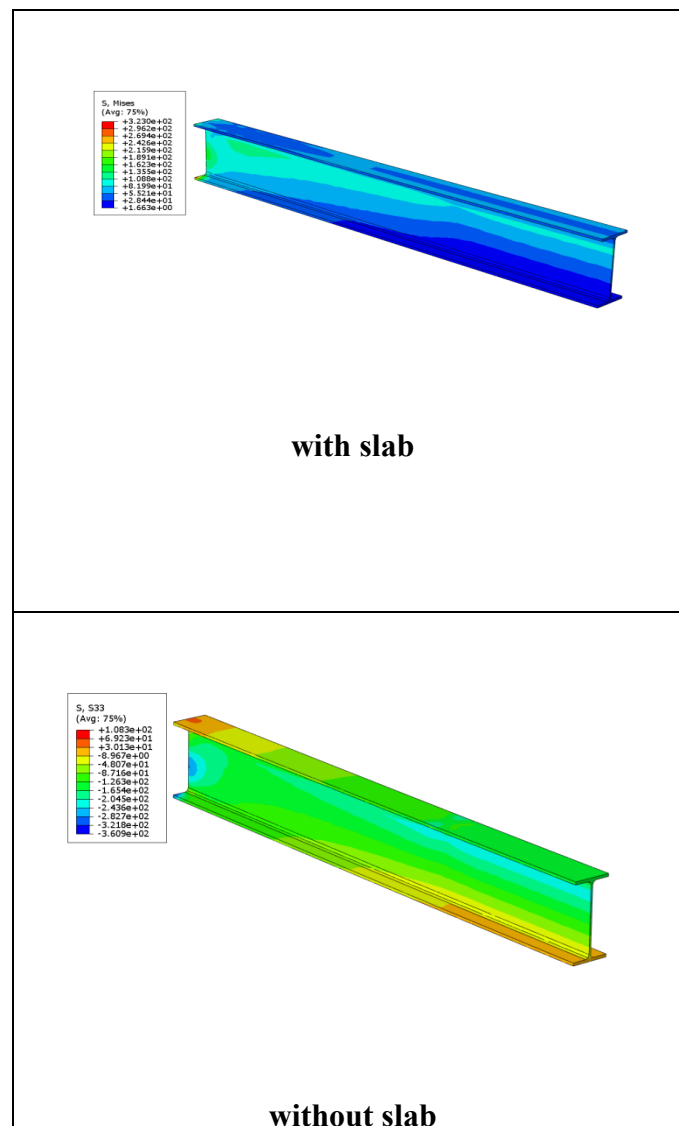 S, Mises
(Avg: 75%)
+3.230e+02
+2.962e+02
+2.694e+02
+2.426e+02
+2.159e+02
+1.891e+02
+1.623e+02
+1.355e+02
+1.088e+02
+8.199e+01
+5.521e+01
+2.844e+01
+1.663e+00
with slab
S, S33
(Avg: 75%)
+1.083e+02
+6.923e+01
+3.013e+01
-8.967e+00
-4.807e+01
-8.716e+01
-1.263e+02
-1.654e+02
-2.045e+02
-2.436e+02
-2.827e+02
-3.218e+02
-3.609e+02
without slab